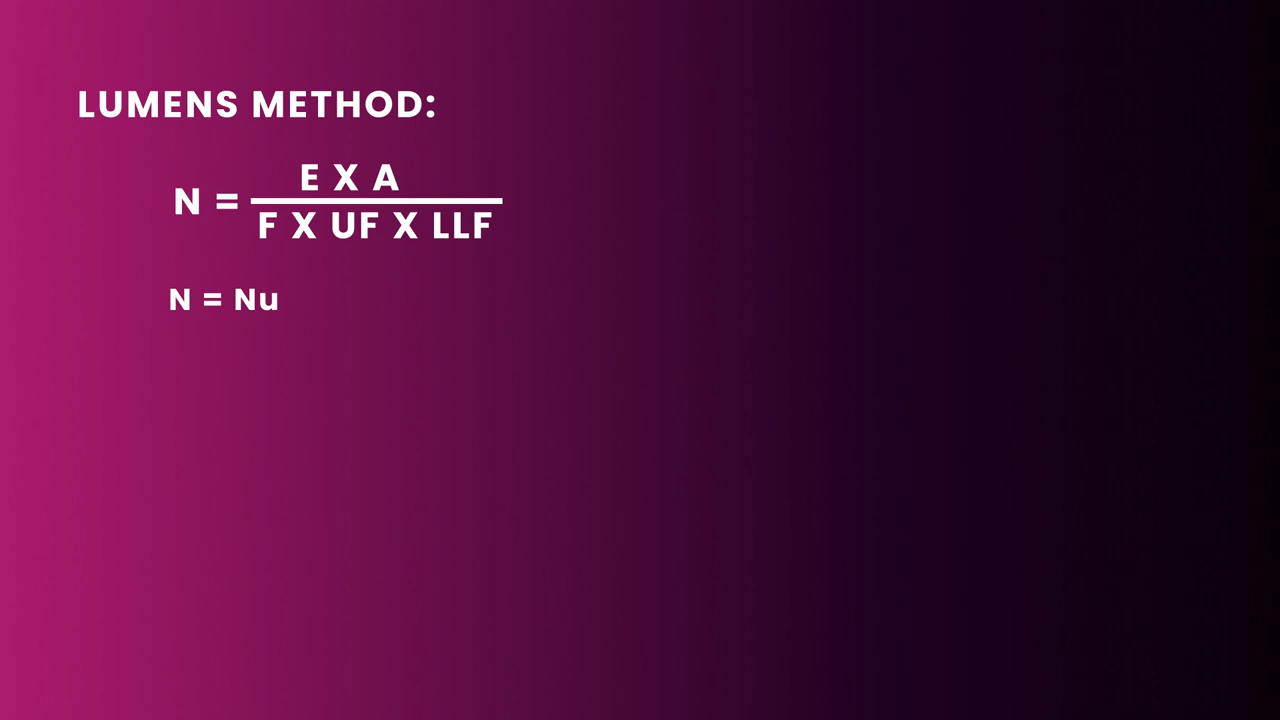 LUMENS METHOD:
E X A
N =
F X UF X LLF
N = Nu